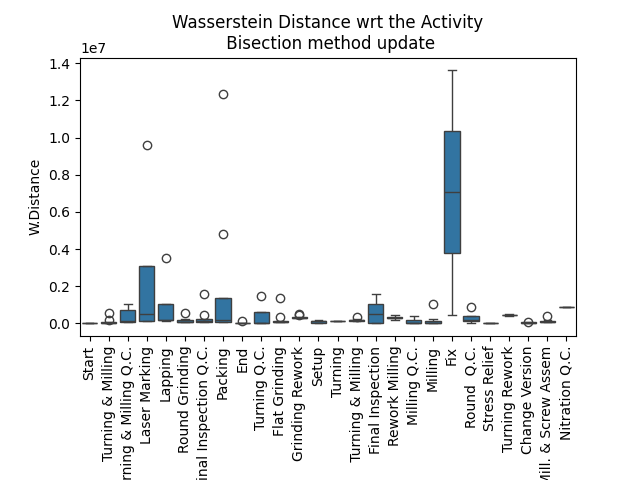 Wasserstein Distance wrt the Activity
Bisection method update
1e7
W.Distance
1.4
1.2
1.0
0.8
0.6
0.4
0.2
0.0
Start
Turning & Milling
rning & Milling Q.C.
Laser Marking
Lapping
Round Grinding
inal Inspection Q.C.
Packing
End
Turning Q.C.
Flat Grinding
Grinding Rework
Setup
Turning
Turning & Milling
Final Inspection
Rework Milling
Milling Q.C.
Milling
Fix
Round  Q.C.
Stress Relief
Turning Rework
Change Version
Mill. & Screw Assem
Nitration Q.C.